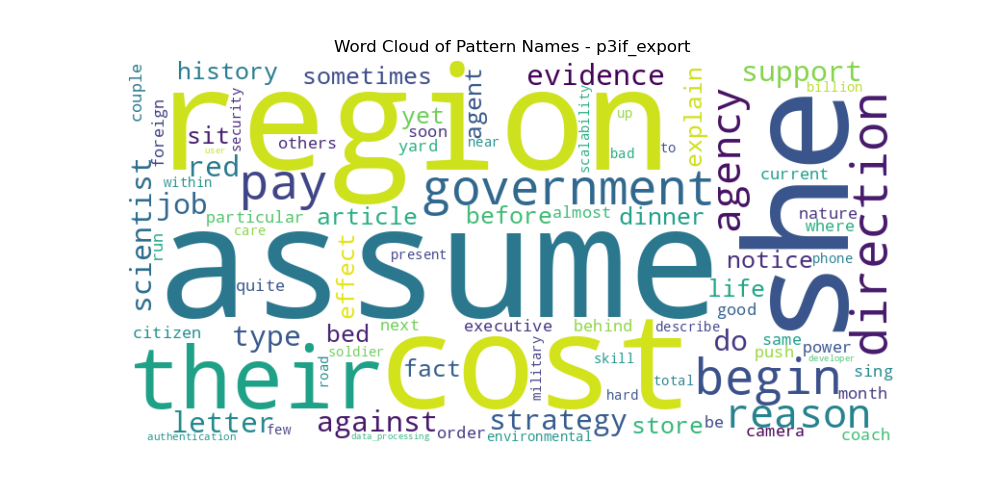 Word Cloud of Pattern Names - p3if_export
couple
history
sometimes
agent
evidence
explain
support
billion
region
she
foreign
security
sit
others
yet
soon
yard
near
scalability
up
bad
to
agency
direction
user
red
within
scientist
job
pay
government
current
particular
care
article
before
almost
dinner
nature
where
run
assume
effect
present
notice
phone
quite
life
good
citizen
type
bed
next
executive
behind
describe
do
same
power
push
developer
soldier
their
road
cost
fact
military
skill
hard
total
begin
sing
month
letter
few
against
order
strategy
store
be
reason
camera
coach
authentication
data_processing
environmental